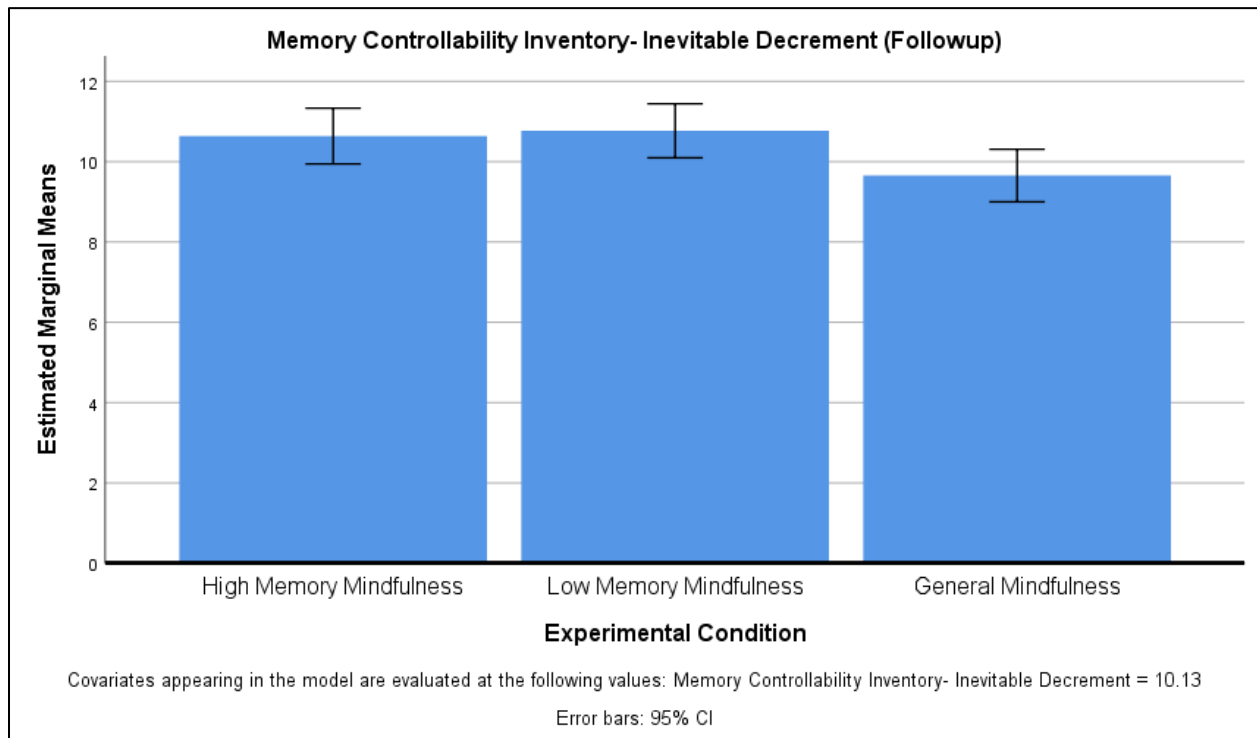 Memory Controllability Inventory- Inevitable Decrement (Followup)
12
10
8
6
4
2
0
Estimated Marginal Means
High Memory Mindfulness
Low Memory Mindfulness
General Mindfulness
Experimental Condition
Covariates appearing in the model are evaluated at the following values: Memory Controllability Inventory- Inevitable Decrement = 10.13
Error bars: 95% CI